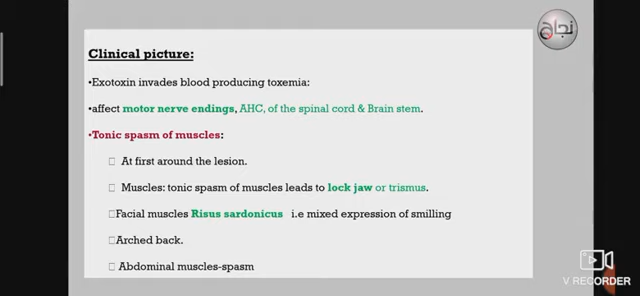 نجاح
Clinical picture:
•Exotoxin invades blood producing toxemia:
•affect motor nerve endings, AHC, of the spinal cord & Brain stem.
•Tonic spasm of muscles:
□ At first around the lesion.
□ Muscles: tonic spasm of muscles leads to lock jaw or trismus.
□Facial muscles Risus sardonicus i.e mixed expression of smilling
□Arched back.
□ Abdominal muscles-spasm
V RECORDER